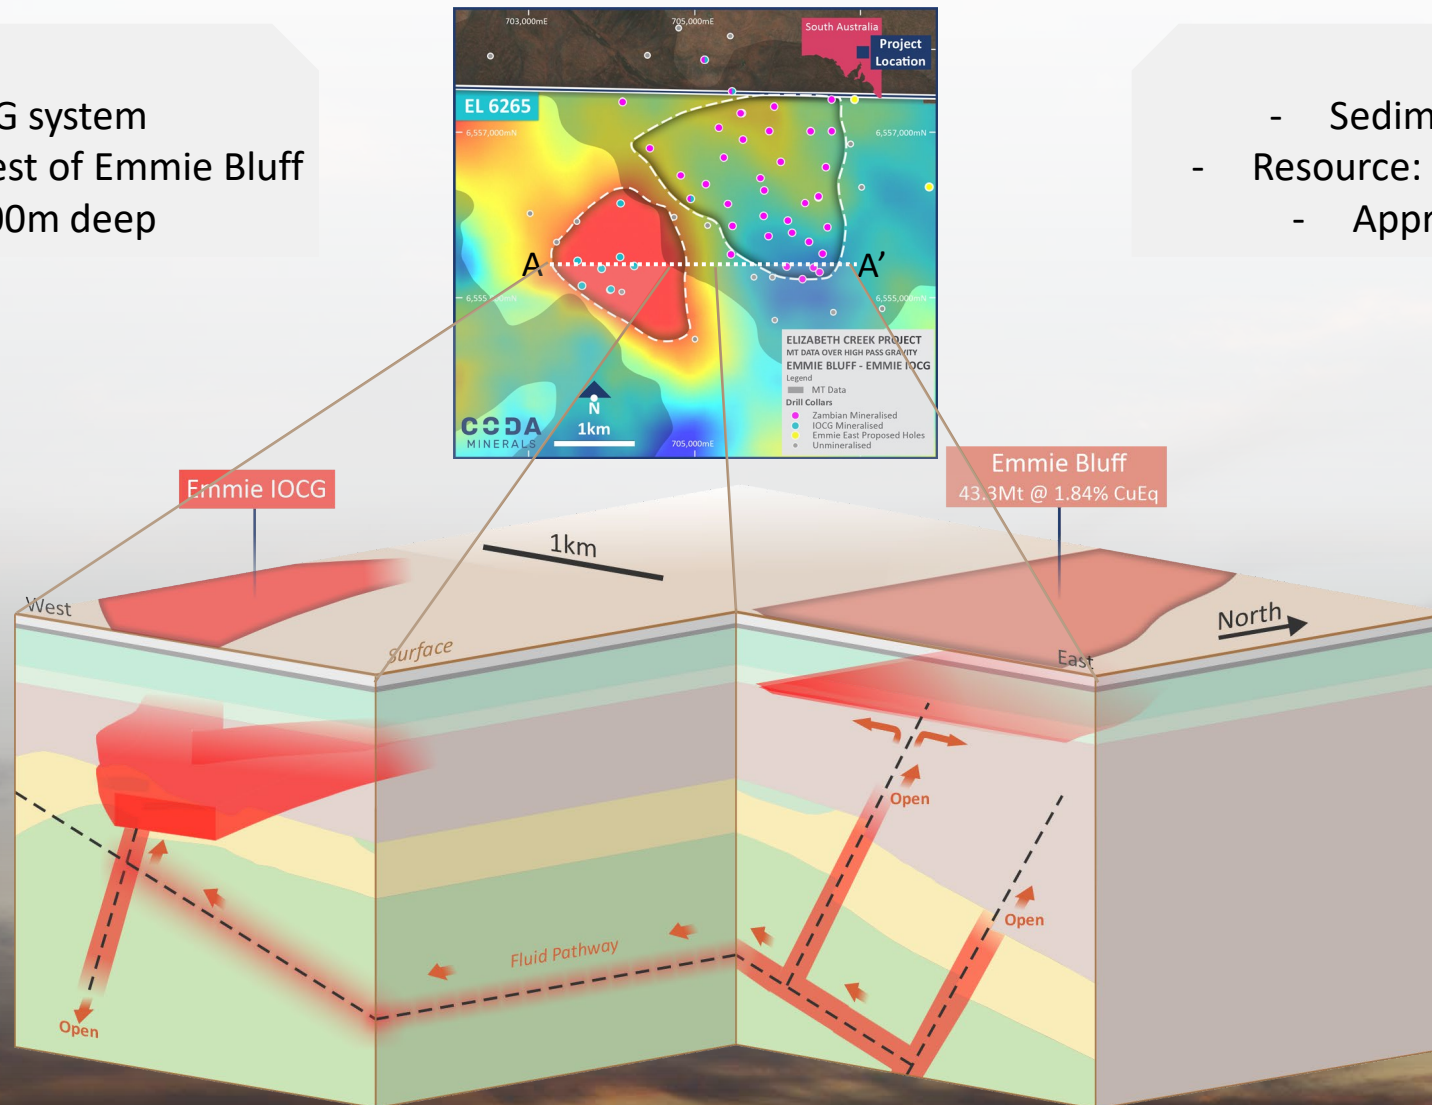 G system
est of Emmie Bluff
00m deep
- Sedim
- Resource:
- Appr
703,000mE
705,000mE
South Australia
Project
Location
EL 6265
6,557,000mN
6,557,000mN
A
A'
6,555,000mN
6,555,000mN
ELIZABETH CREEK PROJECT
MT DATA OVER HIGH PASS GRAVITY
EMMIE BLUFF - EMMIE IOCG
Legend
MT Data
Drill Collars
Zambian Mineralised
IOCG Mineralised
Emmie East Proposed Holes
Unmineralised
N
1km
CODA
MINERALS
705,000mE
Emmie IOCG
Emmie Bluff
43.3Mt @ 1.84% CuEq
1km
West
Surface
North
East
Open
Open
Fluid Pathway
Open